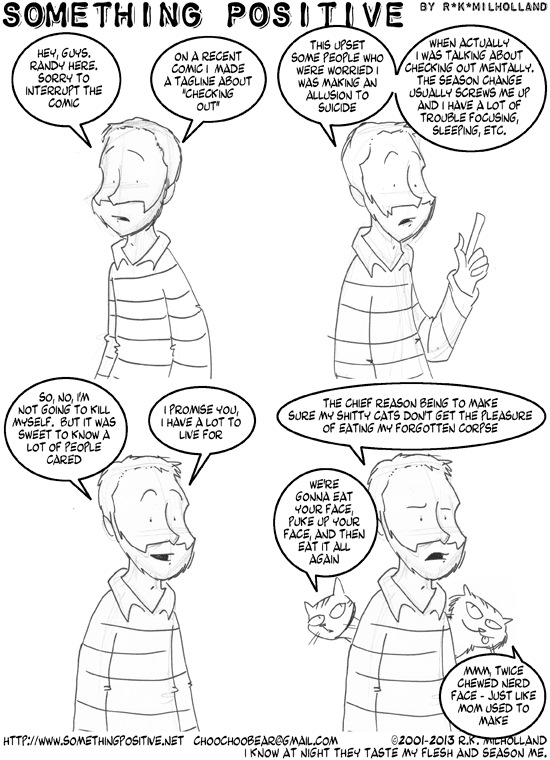 SOMETHING POSITIVE BY R*K*MILHOLLAND
HEY, GUYS.
RANDY HERE.
SORRY TO
INTERRUPT THE
COMIC
ON A RECENT
COMIC I MADE
A TAGLINE ABOUT
"CHECKING
OUT"
THIS UPSET
SOME PEOPLE WHO
WERE WORRIED I
WAS MAKING AN
ALLUSION TO
SUICIDE
WHEN ACTUALLY
I WAS TALKING ABOUT
CHECKING OUT MENTALLY.
THE SEASON CHANGE
USUALLY SCREWS ME UP
AND I HAVE A LOT OF
TROUBLE FOCUSING,
SLEEPING, ETC.
SO, NO, I'M
NOT GOING TO KILL
MYSELF. BUT IT WAS
SWEET TO KNOW A
LOT OF PEOPLE
CARED
I PROMISE YOU,
I HAVE A LOT TO
LIVE FOR
THE CHIEF REASON BEING TO MAKE
SURE MY SHITTY CATS DON'T GET THE PLEASURE
OF EATING MY FORGOTTEN CORPSE
WE'RE
GONNA EAT
YOUR FACE,
PUKE UP YOUR
FACE, AND THEN
EAT IT ALL
AGAIN
MMM, TWICE
CHEWED NERD
FACE - JUST LIKE
MOM USED TO
MAKE
HTTP://WWW.SOMETHINGPOSITIVE.NET CHOOCHOOBEAR@GMAIL.COM ©2001-2013 R.K. MILHOLLAND
I KNOW AT NIGHT THEY TASTE MY FLESH AND SEASON ME.